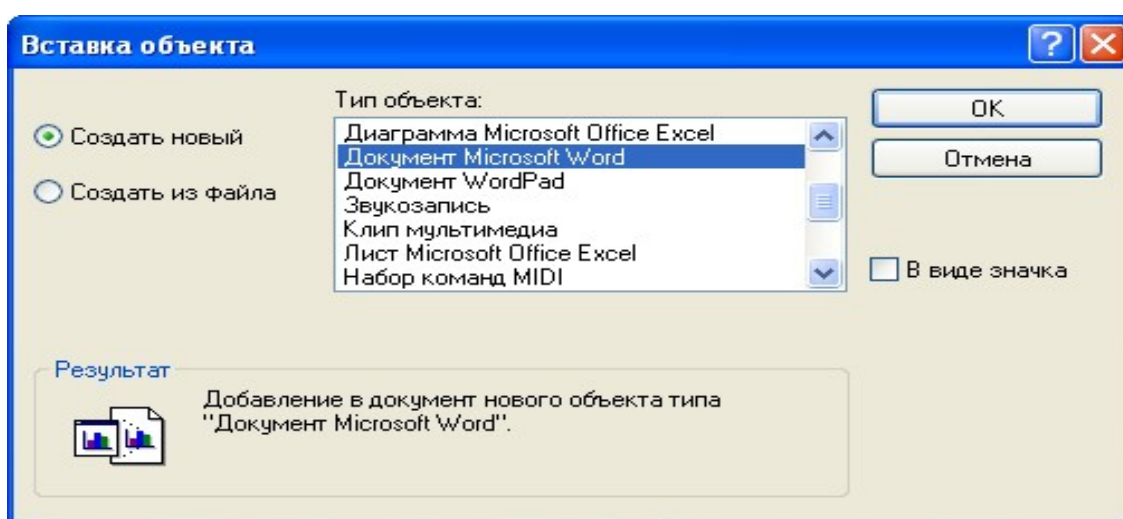 Вставка объекта
Тип объекта:
Создать новый
Создать из файла
Диаграмма Microsoft Office Excel
Документ Microsoft Word
Документ WordPad
Звукозапись
Клип мультимедиа
Лист Microsoft Office Excel
Набор команд MIDI
OK
Отмена
В виде значка
Результат
Добавление в документ нового объекта типа
"Документ Microsoft Word".